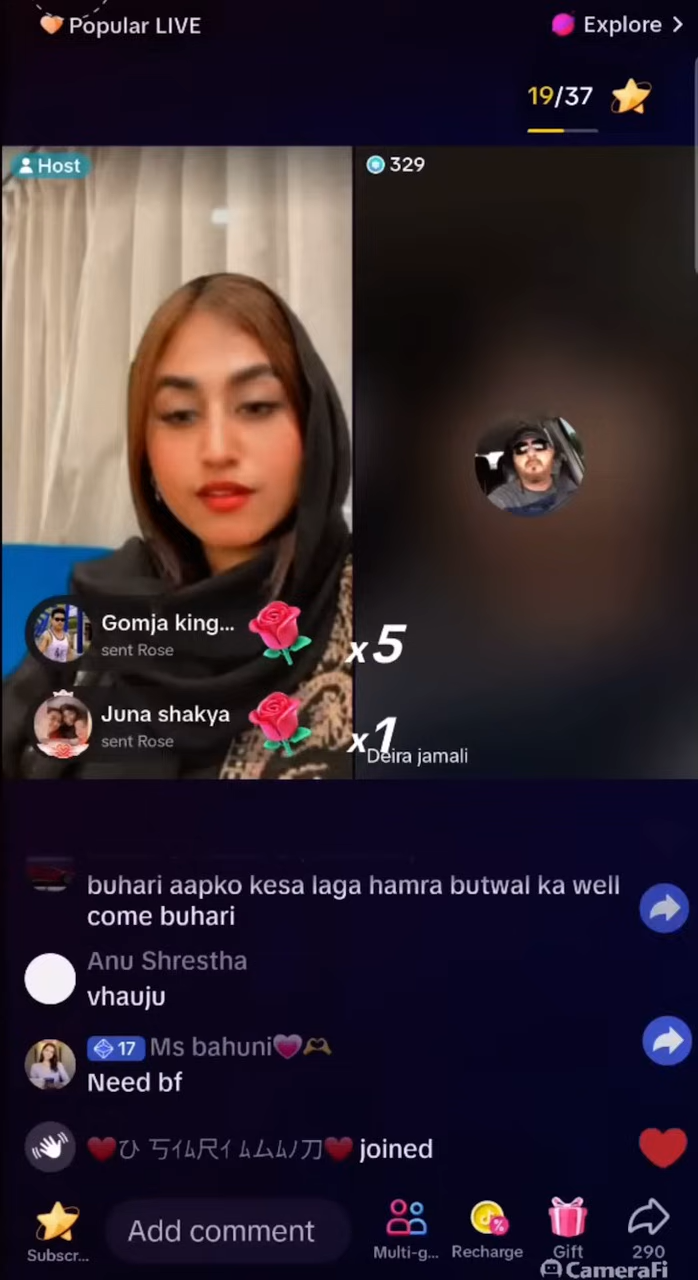 Popular LIVE
Explore >
19/37
Host
329
Gomja king...
sent Rose
x5
Juna shakya
sent Rose
x1
Deira jamali
buhari aapko kesa laga hamra butwal ka well
come buhari
Anu Shrestha
vhauju
17 Ms bahuni
Need bf
joined
Add comment
Subscr...
Multi-g...
Recharge
Gift
290
CameraFi